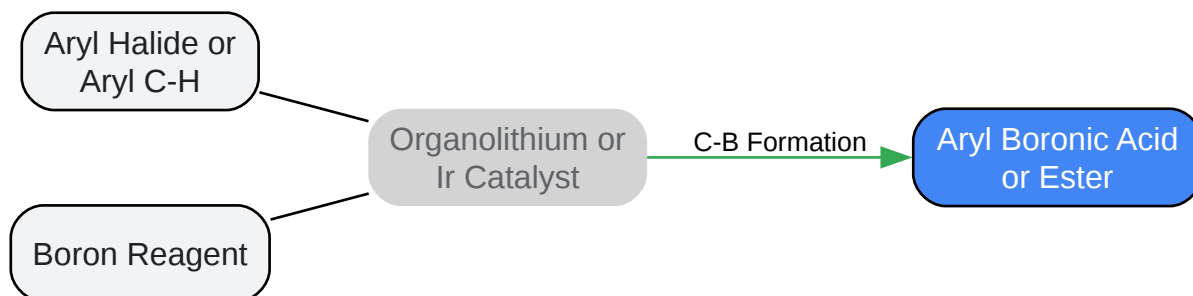 Aryl Halide or
Aryl C-H
Organolithium or
Ir Catalyst
C-B Formation
Aryl Boronic Acid
or Ester
Boron Reagent